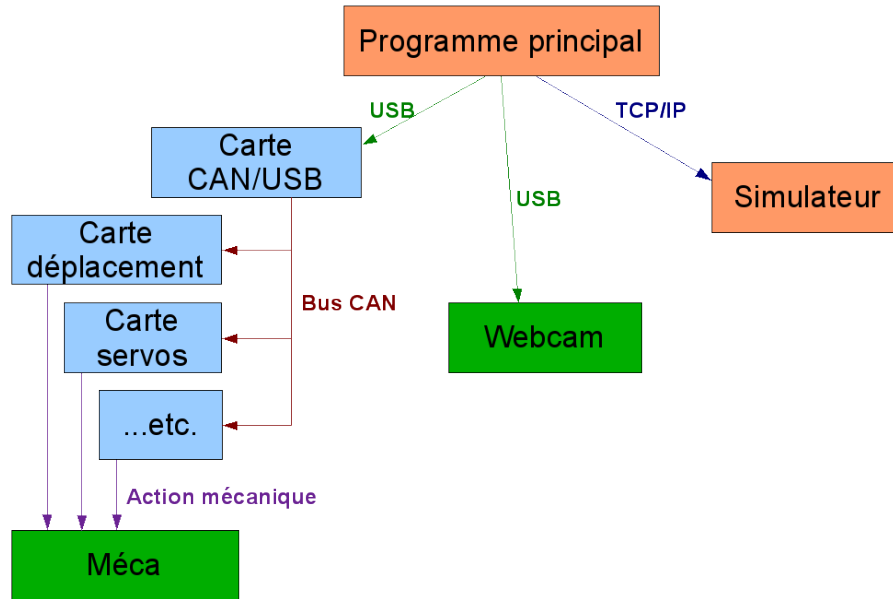 Programme principal
USB
TCP/IP
Carte
CAN/USB
USB
Simulateur
Carte
déplacement
Bus CAN
Carte
servos
Webcam
...etc.
Action mécanique
Méca